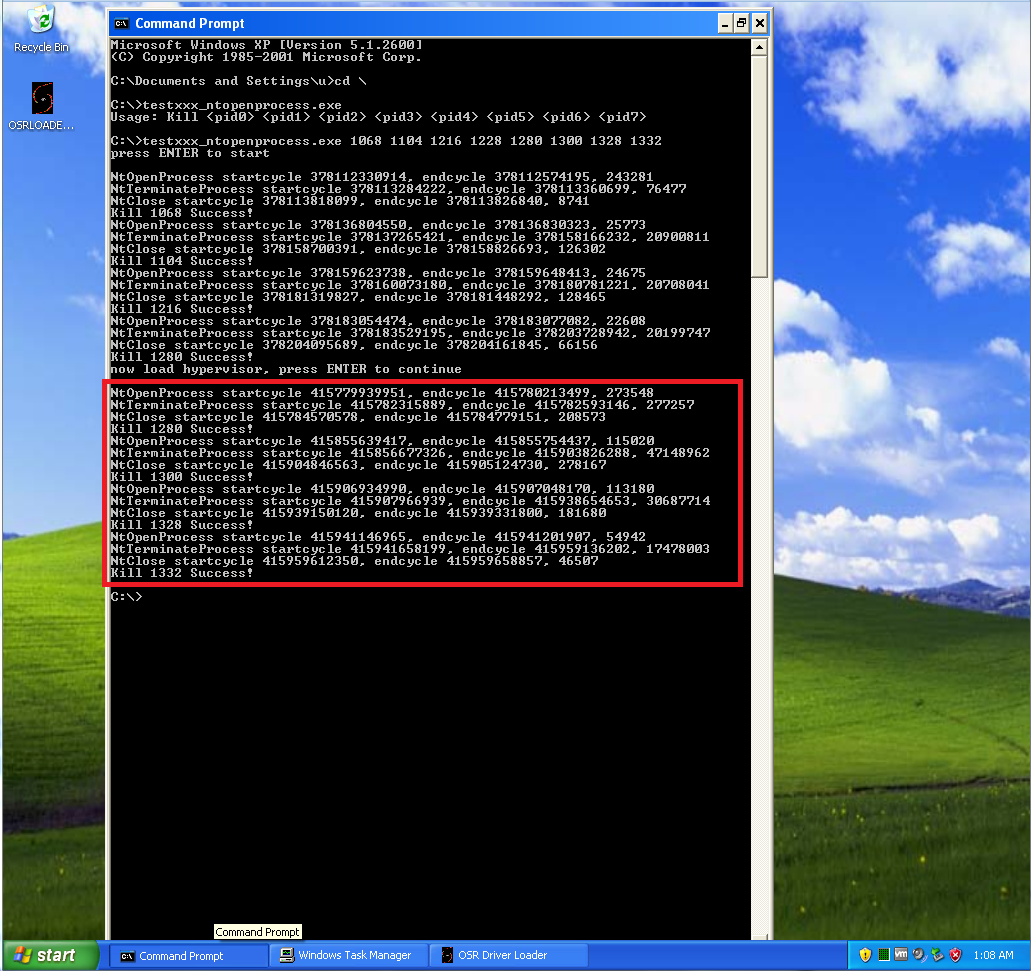 Command Prompt
Recycle Bin
OSRLOADE...
Microsoft Windows XP [Version 5.1.2600]
(C) Copyright 1985-2001 Microsoft Corp.
C:\Documents and Settings\u>cd \
C:\>testxxx_ntopenprocess.exe
Usage: Kill <pid0> <pid1> <pid2> <pid3> <pid4> <pid5> <pid6> <pid7>
C:\>testxxx_ntopenprocess.exe 1068 1104 1216 1228 1280 1300 1328 1332
press ENTER to start
NtOpenProcess startcycle 378112330914, endcycle 378112574195, 243281
NtTerminateProcess startcycle 378113284222, endcycle 378113360699, 76477
NtClose startcycle 378113818099, endcycle 378113826840, 8741
Kill 1068 Success!
NtOpenProcess startcycle 378136804550, endcycle 378136830323, 25773
NtTerminateProcess startcycle 378137265421, endcycle 378158166232, 20900811
NtClose startcycle 378158700391, endcycle 378158826693, 126302
Kill 1104 Success!
NtOpenProcess startcycle 378159623738, endcycle 378159648413, 24675
NtTerminateProcess startcycle 378160073180, endcycle 378180781221, 20708041
NtClose startcycle 378181319827, endcycle 378181448292, 128465
Kill 1216 Success!
NtOpenProcess startcycle 378183054474, endcycle 378183077082, 22608
NtTerminateProcess startcycle 378183529195, endcycle 378203728942, 20199747
NtClose startcycle 378204095689, endcycle 378204161845, 66156
Kill 1280 Success!
now load hypervisor, press ENTER to continue
NtOpenProcess startcycle 415779939951, endcycle 415780213499, 273548
NtTerminateProcess startcycle 415782315889, endcycle 415782593146, 277257
NtClose startcycle 415784570578, endcycle 415784779151, 208573
Kill 1280 Success!
NtOpenProcess startcycle 415855639417, endcycle 415855754437, 115020
NtTerminateProcess startcycle 415856677326, endcycle 415903826288, 47148962
NtClose startcycle 415904846563, endcycle 415905124730, 278167
Kill 1300 Success!
NtOpenProcess startcycle 415906934990, endcycle 415907048170, 113180
NtTerminateProcess startcycle 415907966939, endcycle 415938654653, 30687714
NtClose startcycle 415939150120, endcycle 415939331800, 181680
Kill 1328 Success!
NtOpenProcess startcycle 415941146965, endcycle 415941201907, 54942
NtTerminateProcess startcycle 415941658199, endcycle 415959136202, 17478003
NtClose startcycle 415959612350, endcycle 415959658857, 46507
Kill 1332 Success!
C:\>
Command Prompt
start
Command Prompt
Windows Task Manager
OSR Driver Loader
1:08 AM